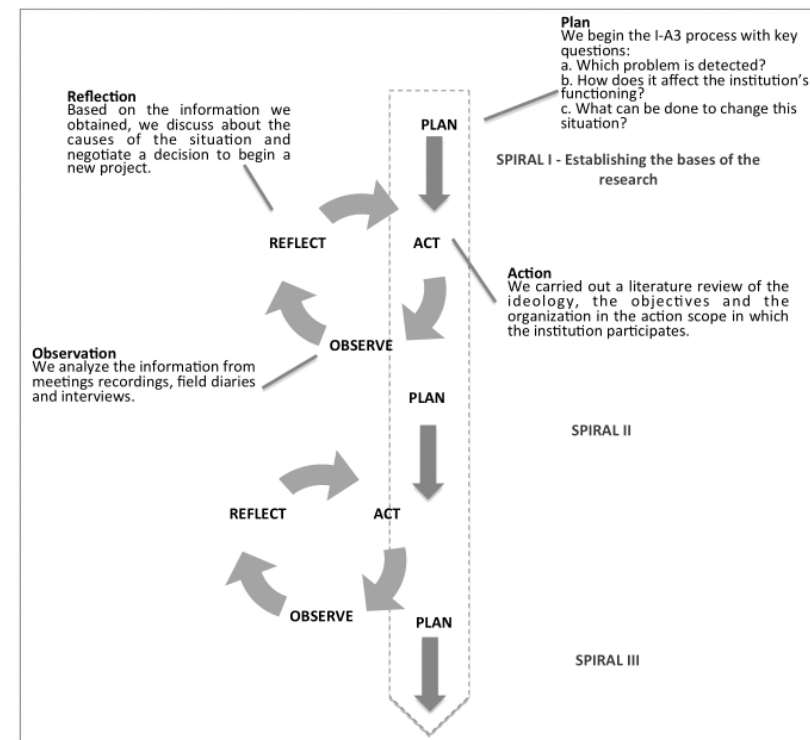 Plan
We begin the I-A3 process with key
questions:
a. Which problem is detected?
b. How does it affect the institution's
functioning?
c. What can be done to change this
situation?
Reflection
Based on the information we
obtained, we discuss about the
causes of the situation and
negotiate a decision to begin a
new project.
PLAN
SPIRAL I - Establishing the bases of the
research
REFLECT
ACT
Action
We carried out a literature review of the
ideology, the objectives and the
organization in the action scope in which
the institution participates.
OBSERVE
Observation
We analyze the information from
meetings recordings, field diaries
and interviews.
PLAN
SPIRAL II
REFLECT
ACT
OBSERVE
PLAN
SPIRAL III